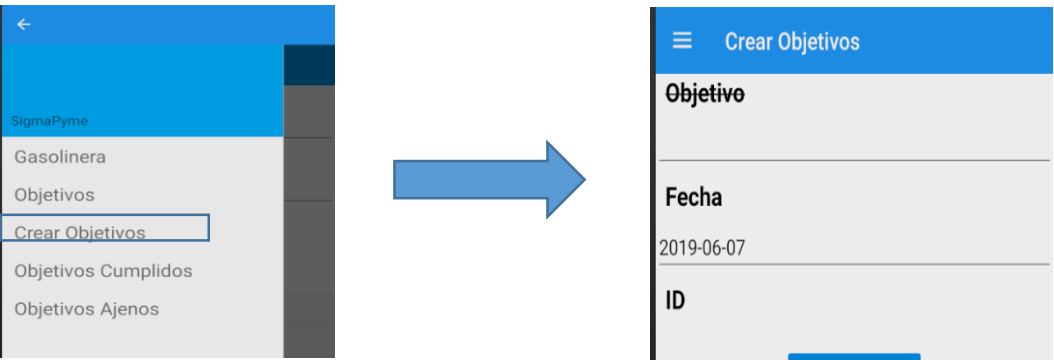 SigmaPyme
Gasolinera
Objetivos
Crear Objetivos
Objetivos Cumplidos
Objetivos Ajenos
Crear Objetivos
Objetivo
Fecha
2019-06-07
ID